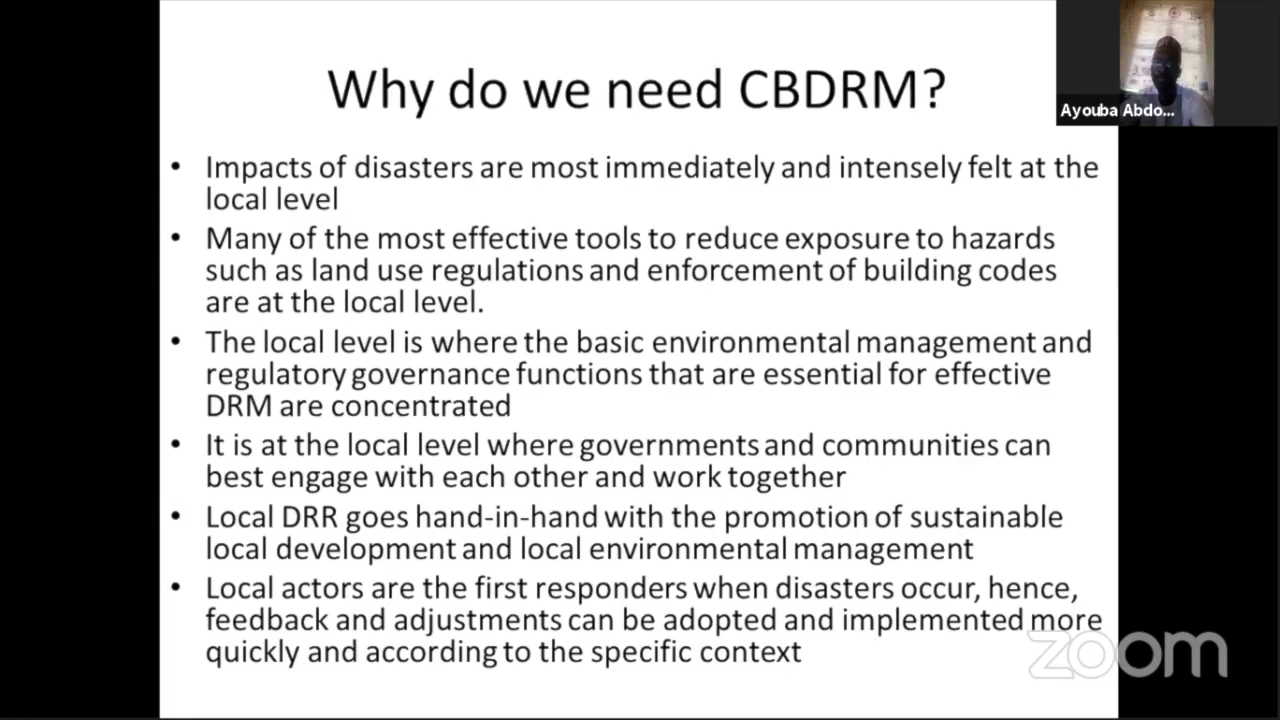 Why do we need CBDRM?
Ayouba Abdo...
• Impacts of disasters are most immediately and intensely felt at the
local level
• Many of the most effective tools to reduce exposure to hazards
such as land use regulations and enforcement of building codes
are at the local level.
• The local level is where the basic environmental management and
regulatory governance functions that are essential for effective
DRM are concentrated
• It is at the local level where governments and communities can
best engage with each other and work together
• Local DRR goes hand-in-hand with the promotion of sustainable
local development and local environmental management
• Local actors are the first responders when disasters occur, hence,
feedback and adjustments can be adopted and implemented more
quickly and according to the specific context
zoom